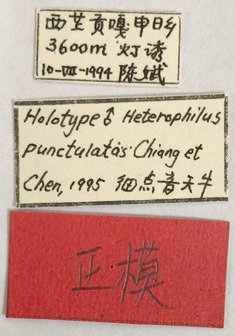 西芷贡嘎甲日乡
3600m 灯诱
10-VII-1994 陈斌
Holotype♂ Heterophilus
punctulatus Chiang et
Chen, 1995 细点音天牛
正模